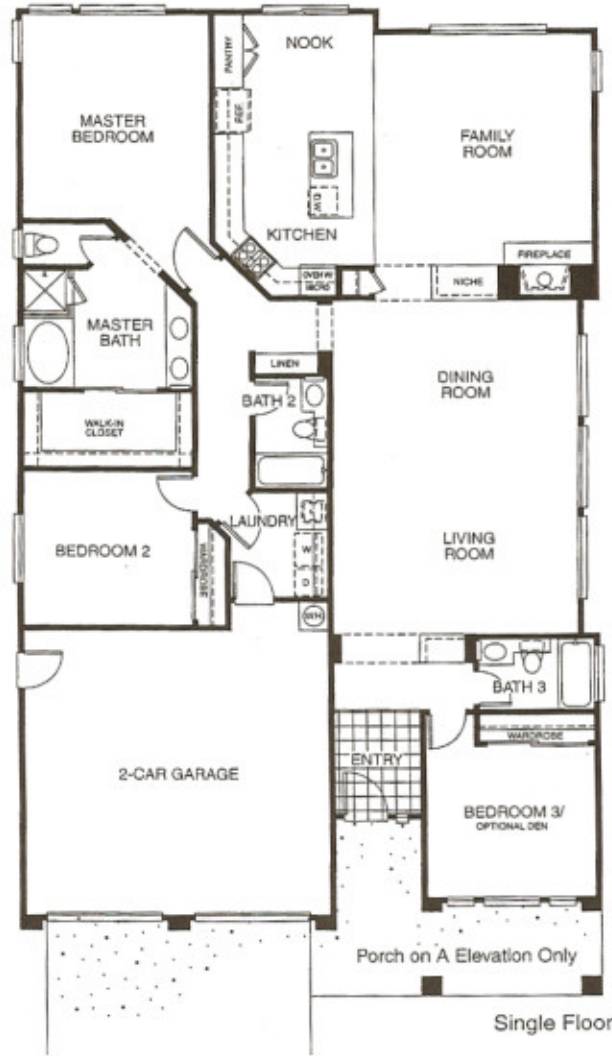 NOOK
PANTRY
REF.
MASTER
BEDROOM
FAMILY
ROOM
D.W.
KITCHEN
OVEN W/
MICRO
FIREPLACE
NICHE
MASTER
BATH
LINEN
DINING
ROOM
BATH 2
WALK-IN
CLOSET
LAUNDRY
W
D
BEDROOM 2
WARDROBE
LIVING
ROOM
WH
BATH 3
WARDROBE
ENTRY
2-CAR GARAGE
BEDROOM 3/
OPTIONAL DEN
Porch on A Elevation Only
Single Floor